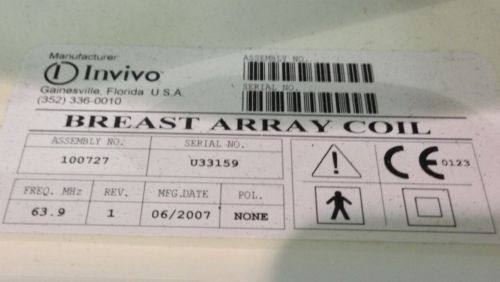 Manufacturer
Invivo
Gainesville, Florida U.S.A.
(352) 336-0010
ASSEMBLY NO.
SERIAL NO.
BREAST ARRAY COIL
ASSEMBLY NO. SERIAL NO.
100727 U33159
CE 0123
FREQ. MHz REV. MFG.DATE POL.
63.9 1 06/2007 NONE